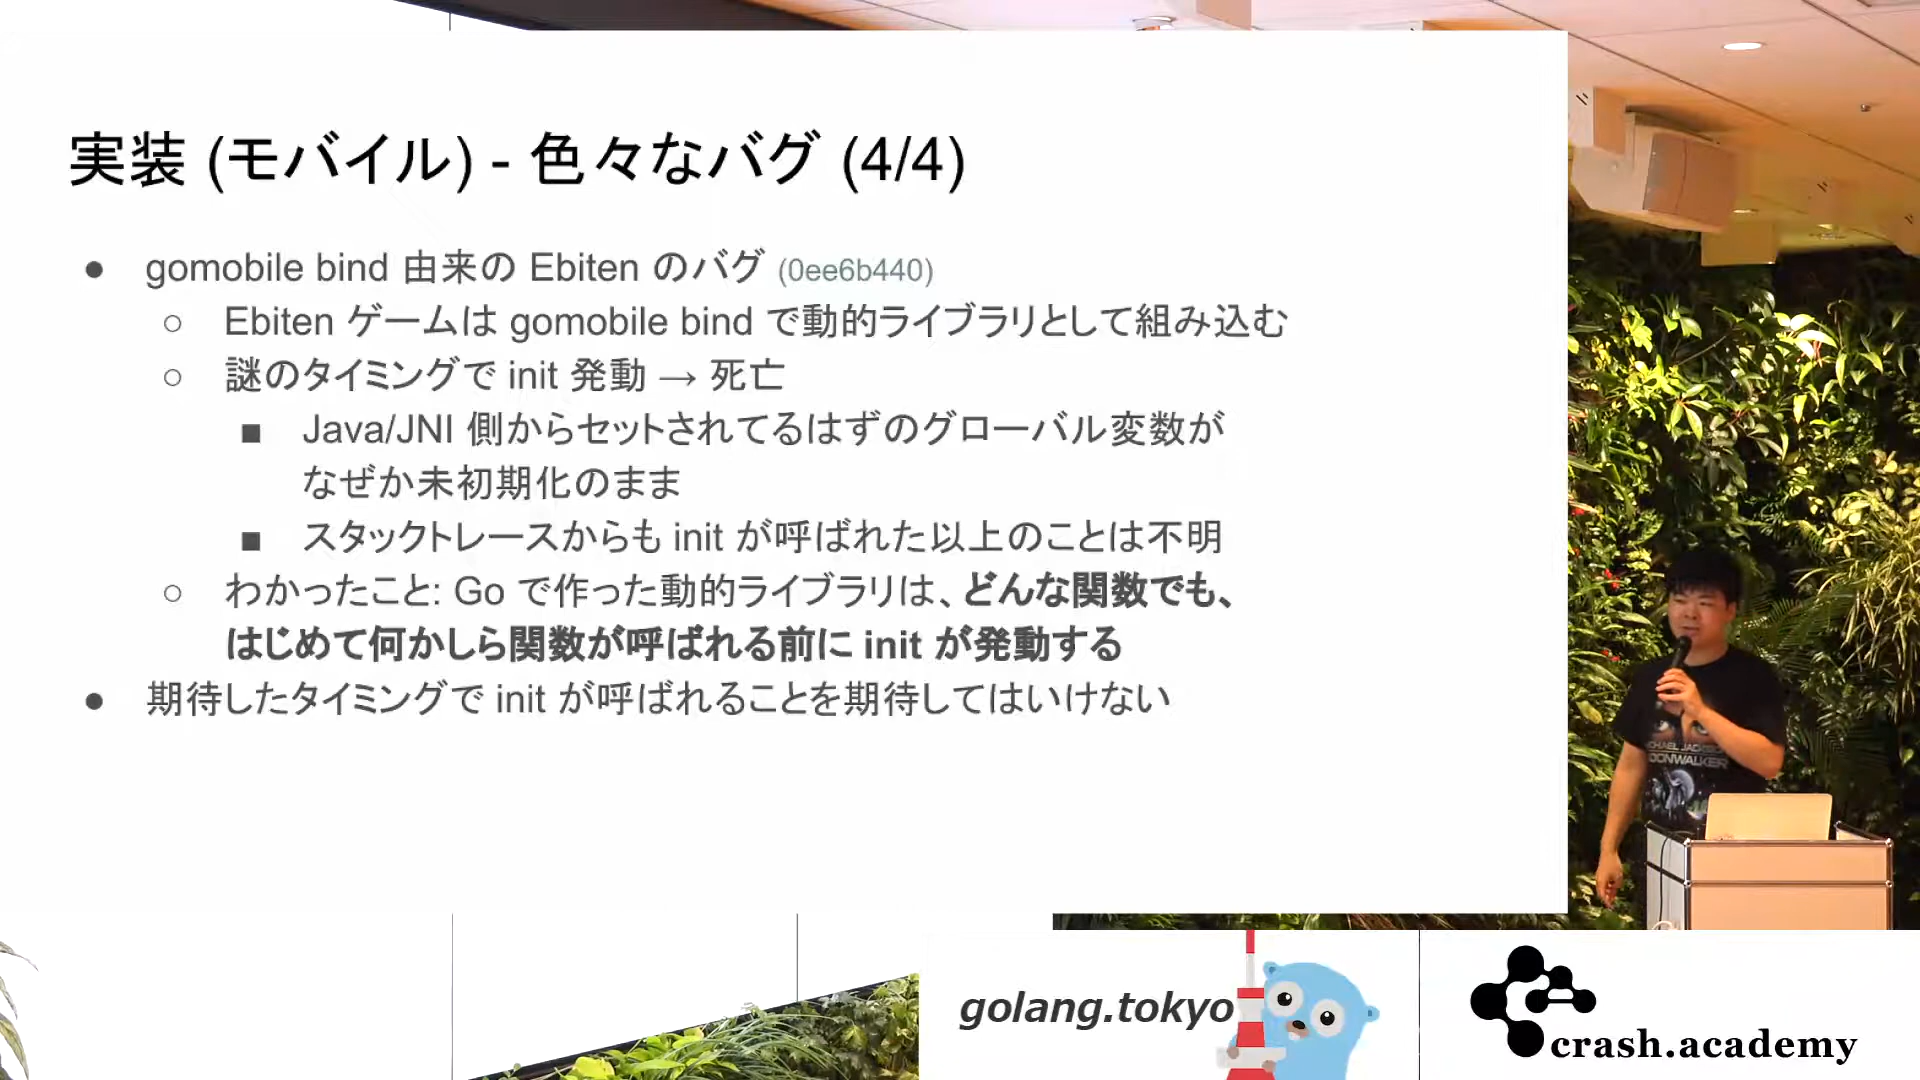 実装 (モバイル) - 色々なバグ (4/4)
● gomobile bind 由来の Ebiten のバグ (0ee6b440)
○ Ebiten ゲームは gomobile bind で動的ライブラリとして組み込む
○ 謎のタイミングで init 発動 → 死亡
■ Java/JNI 側からセットされてるはずのグローバル変数が
なぜか未初期化のまま
■ スタックトレースからも init が呼ばれた以上のことは不明
○ わかったこと: Go で作った動的ライブラリは、どんな関数でも、
はじめて何かしら関数が呼ばれる前に init が発動する
● 期待したタイミングで init が呼ばれることを期待してはいけない
MOONWALKER
golang.tokyo
crash.academy